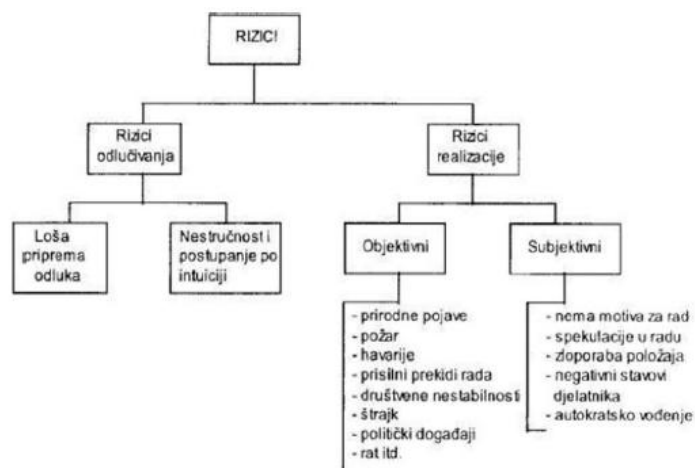 RIZICI
Rizici
odlučivanja
Rizici
realizacije
Loša
priprema
odluka
Nestručnost i
postupanje po
intuiciji
Objektivni
Subjektivni
- prirodne pojave
- požar
- havarije
- prisilni prekidi rada
- društvene nestabilnosti
- štrajk
- politički događaji
- rat itd.
- nema motiva za rad
- spekulacije u radu
- zloporaba položaja
- negativni stavovi
djelatnika
- autokratsko vođenje